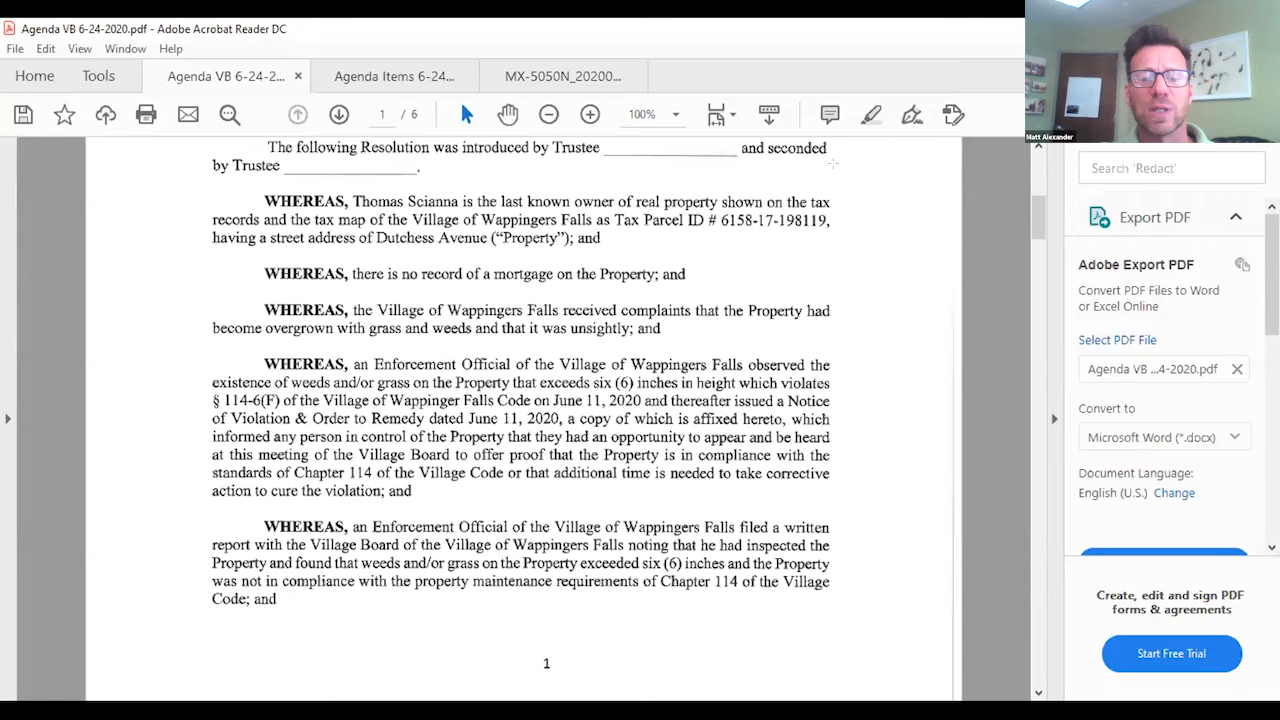 Agenda VB 6-24-2020.pdf - Adobe Acrobat Reader DC
File Edit View Window Help
Home Tools Agenda VB 6-24-2... × Agenda Items 6-24... MX-5050N_20200...
1 / 6 100%
Matt Alexander
The following Resolution was introduced by Trustee _______________ and seconded
by Trustee _______________.
WHEREAS, Thomas Scianna is the last known owner of real property shown on the tax
records and the tax map of the Village of Wappingers Falls as Tax Parcel ID # 6158-17-198119,
having a street address of Dutchess Avenue (“Property”); and
WHEREAS, there is no record of a mortgage on the Property; and
WHEREAS, the Village of Wappingers Falls received complaints that the Property had
become overgrown with grass and weeds and that it was unsightly; and
WHEREAS, an Enforcement Official of the Village of Wappingers Falls observed the
existence of weeds and/or grass on the Property that exceeds six (6) inches in height which violates
§ 114-6(F) of the Village of Wappinger Falls Code on June 11, 2020 and thereafter issued a Notice
of Violation & Order to Remedy dated June 11, 2020, a copy of which is affixed hereto, which
informed any person in control of the Property that they had an opportunity to appear and be heard
at this meeting of the Village Board to offer proof that the Property is in compliance with the
standards of Chapter 114 of the Village Code or that additional time is needed to take corrective
action to cure the violation; and
WHEREAS, an Enforcement Official of the Village of Wappingers Falls filed a written
report with the Village Board of the Village of Wappingers Falls noting that he had inspected the
Property and found that weeds and/or grass on the Property exceeded six (6) inches and the Property
was not in compliance with the property maintenance requirements of Chapter 114 of the Village
Code; and
1
Search 'Redact'
Export PDF
Adobe Export PDF
Convert PDF Files to Word
or Excel Online
Select PDF File
Agenda VB ...4-2020.pdf ×
Convert to
Microsoft Word (*.docx)
Document Language:
English (U.S.) Change
Create, edit and sign PDF
forms & agreements
Start Free Trial